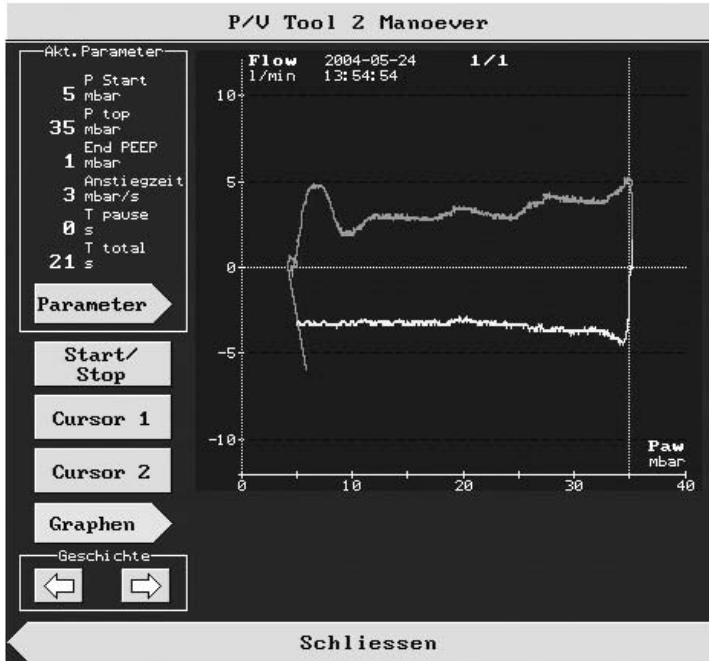 P/V Tool 2 Manoever
Akt.Parameter
P Start
5 mbar
P top
35 mbar
End PEEP
1 mbar
Anstiegzeit
3 mbar/s
T pause
0 s
T total
21 s
Parameter
Start/
Stop
Cursor 1
Cursor 2
Graphen
Geschichte
Flow 2004-05-24 1/1
l/min 13:54:54
10
5
0
-5
-10
Paw
mbar
0 10 20 30 40
Schliessen